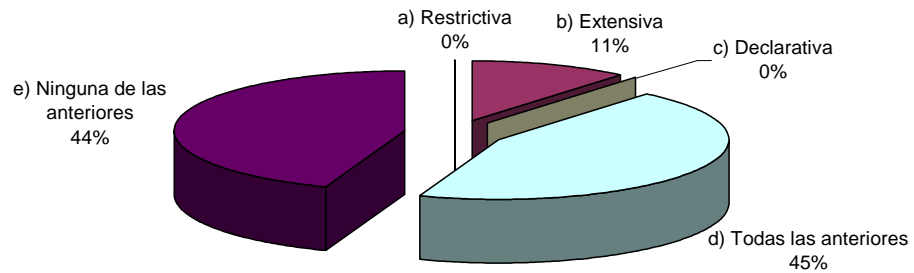 a) Restrictiva
0%
b) Extensiva
11%
c) Declarativa
0%
e) Ninguna de las
anteriores
44%
d) Todas las anteriores
45%